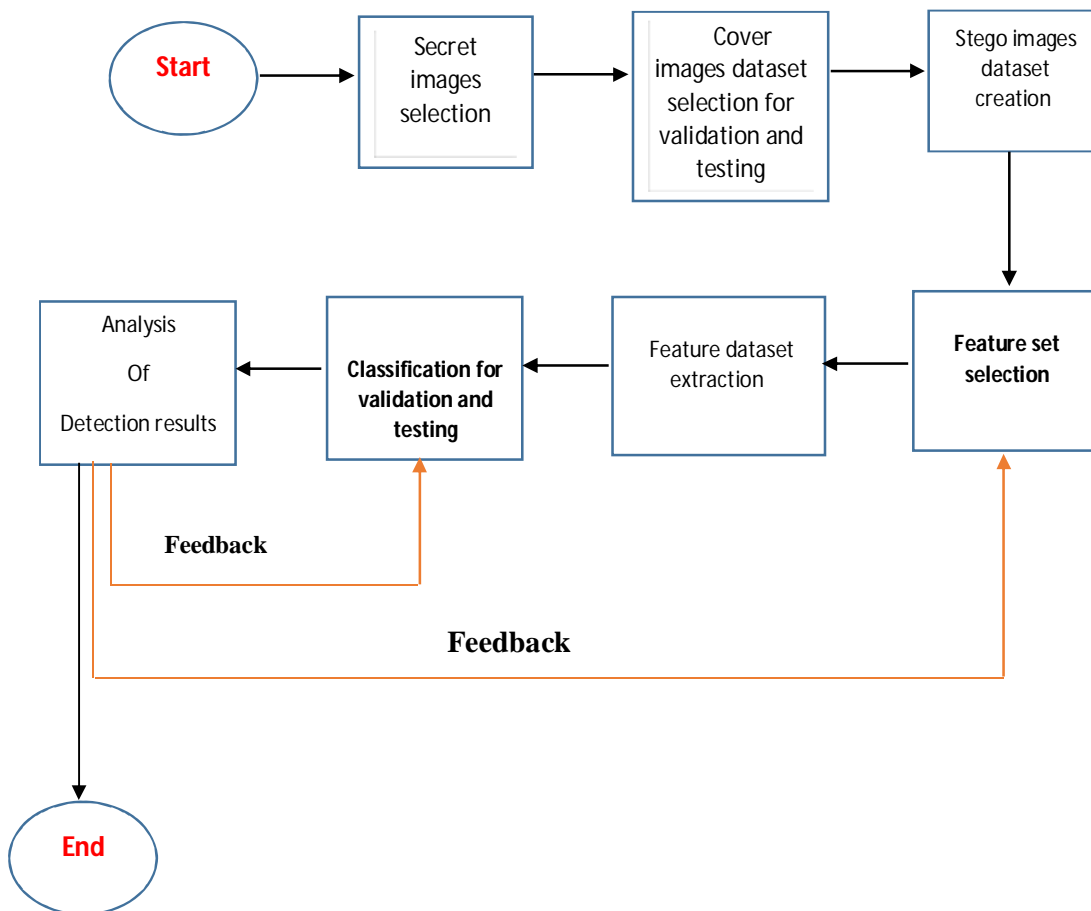 Start
Secret
images
selection
Cover
images dataset
selection for
validation and
testing
Stego images
dataset
creation
Feature set
selection
Feature dataset
extraction
Classification for
validation and
testing
Analysis
Of
Detection results
Feedback
Feedback
End